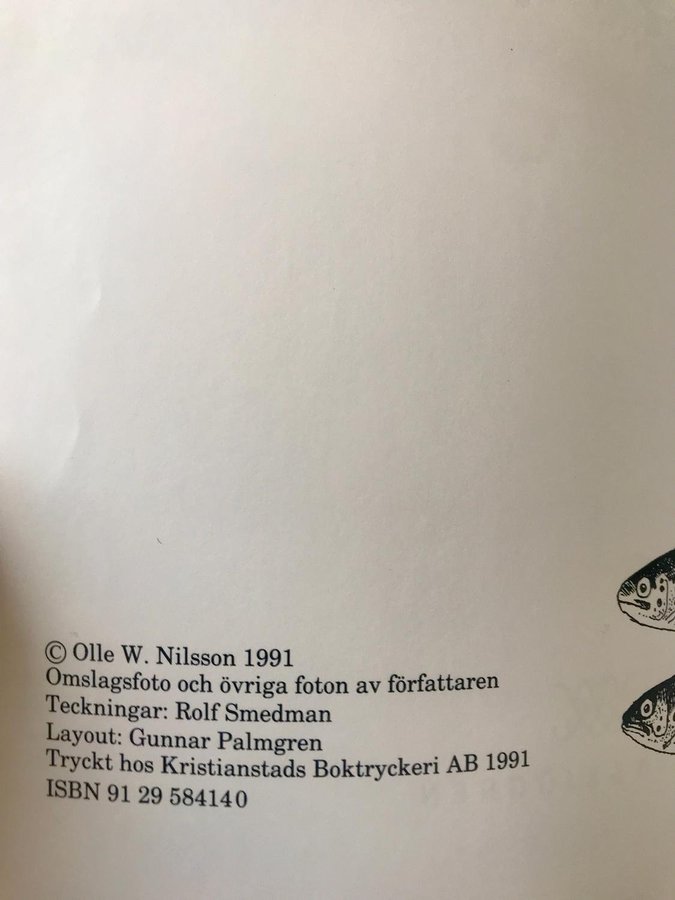 © Olle W. Nilsson 1991
Omslagsfoto och övriga foton av författaren
Teckningar: Rolf Smedman
Layout: Gunnar Palmgren
Tryckt hos Kristianstads Boktryckeri AB 1991
ISBN 91 29 584140